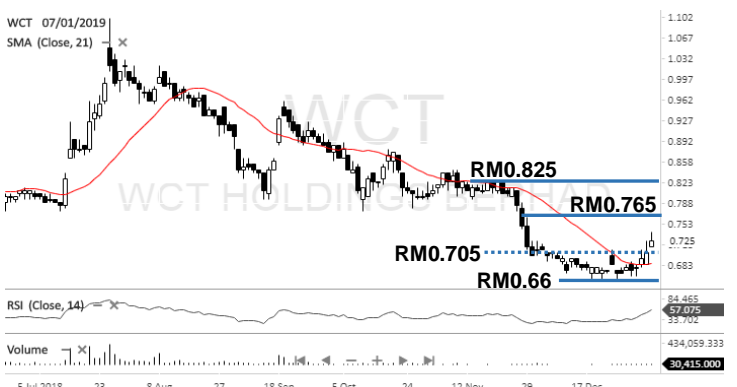 WCT 07/01/2019
SMA (Close, 21)
1.102
1.067
1.032
0.997
0.962
0.927
0.892
0.858
0.823
0.788
0.753
0.725
0.683
WCT
WCT HOLDINGS BERHAD
RM0.825
RM0.765
RM0.705
RM0.66
RSI (Close, 14)
84.465
57.075
33.702
Volume
434,059.333
30,415.000
5 Jul 2018 23 8 Aug 18 Sep 5 Oct 24 12 Nov 29 17 Dec